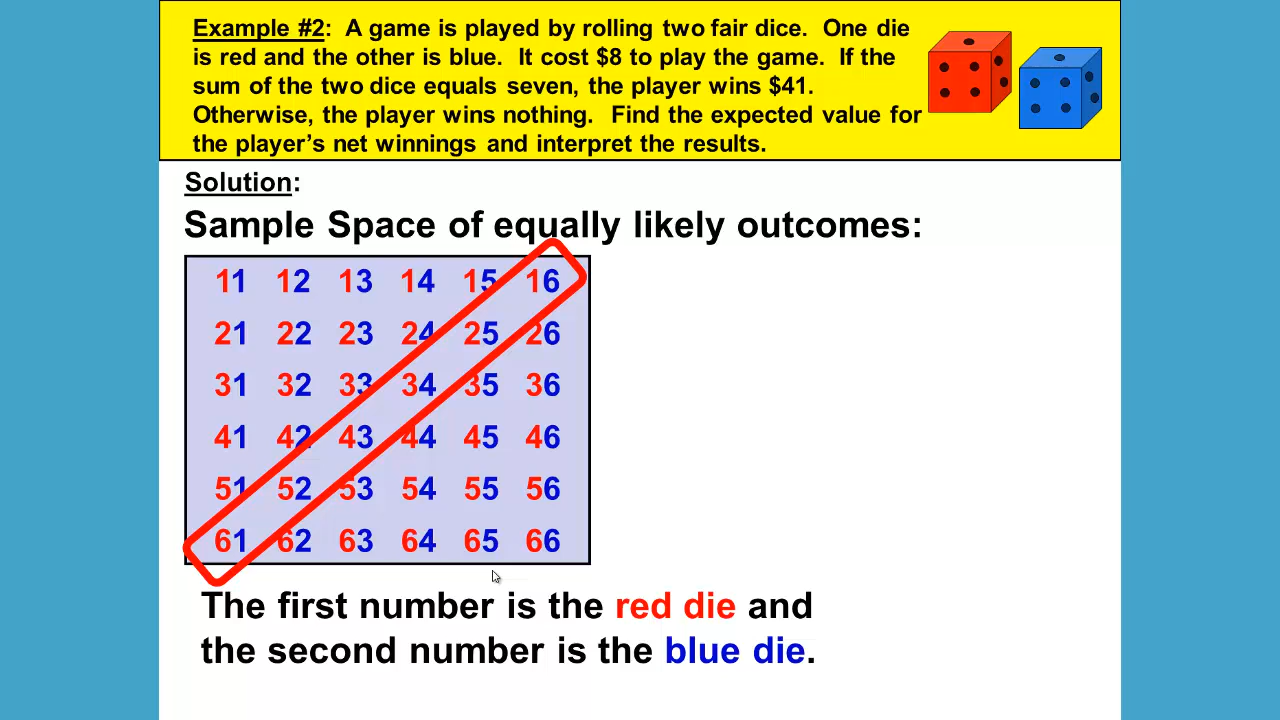 Example #2: A game is played by rolling two fair dice. One die
is red and the other is blue. It cost $8 to play the game. If the
sum of the two dice equals seven, the player wins $41.
Otherwise, the player wins nothing. Find the expected value for
the player's net winnings and interpret the results.
Solution:
Sample Space of equally likely outcomes:
11 12 13 14 15 16
21 22 23 24 25 26
31 32 33 34 35 36
41 42 43 44 45 46
51 52 53 54 55 56
61 62 63 64 65 66
The first number is the red die and
the second number is the blue die.